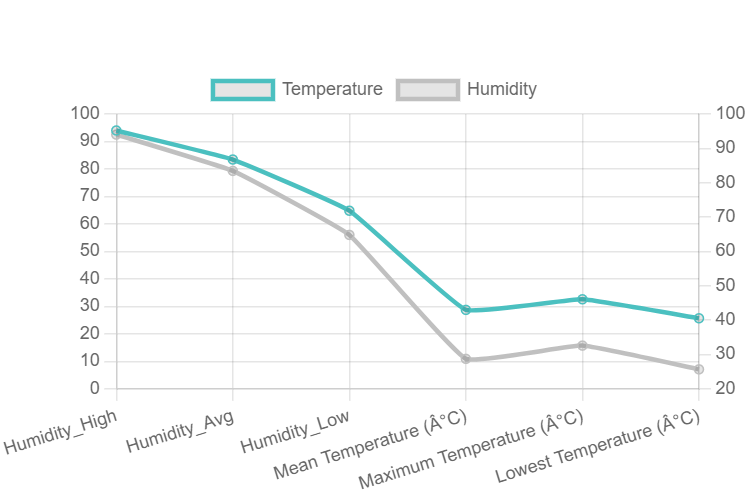 Temperature Humidity
100 100
90 90
80 80
70 70
60 60
50 50
40 40
30 30
20 20
10
0
Humidity_High
Humidity_Avg
Humidity_Low
Mean Temperature (Â°C)
Maximum Temperature (Â°C)
Lowest Temperature (Â°C)